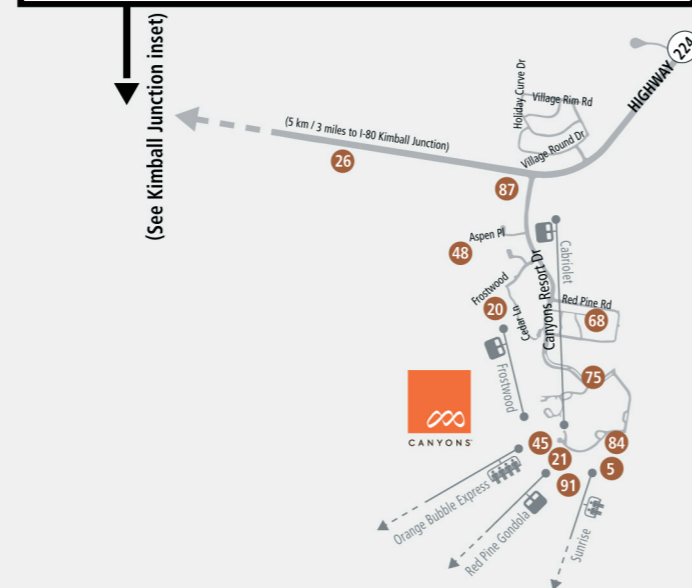 (See Kimball Junction inset)
224
HIGHWAY
Holiday Curve Dr
Village Rim Rd
Village Round Dr
(5 km / 3 miles to I-80 Kimball Junction)
26
87
Aspen Pl
48
Cabriolet
Canyons Resort Dr
Frostwood
20
Cedar Ln
Red Pine Rd
68
Frostwood
75
CANYONS
45
21
84
5
91
Orange Bubble Express
Red Pine Gondola
Sunrise